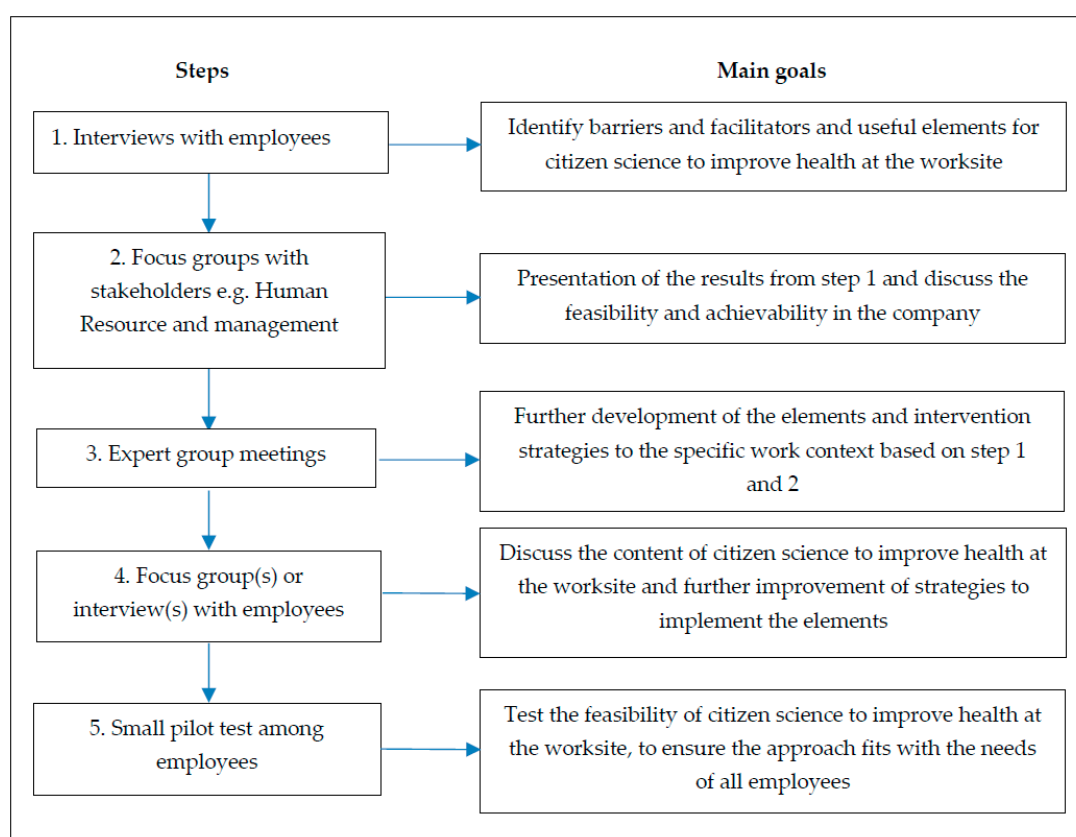 Steps
Main goals
1. Interviews with employees
Identify barriers and facilitators and useful elements for
citizen science to improve health at the worksite
2. Focus groups with
stakeholders e.g. Human
Resource and management
Presentation of the results from step 1 and discuss the
feasibility and achievability in the company
3. Expert group meetings
Further development of the elements and intervention
strategies to the specific work context based on step 1
and 2
4. Focus group(s) or
interview(s) with employees
Discuss the content of citizen science to improve health at
the worksite and further improvement of strategies to
implement the elements
5. Small pilot test among
employees
Test the feasibility of citizen science to improve health at
the worksite, to ensure the approach fits with the needs
of all employees